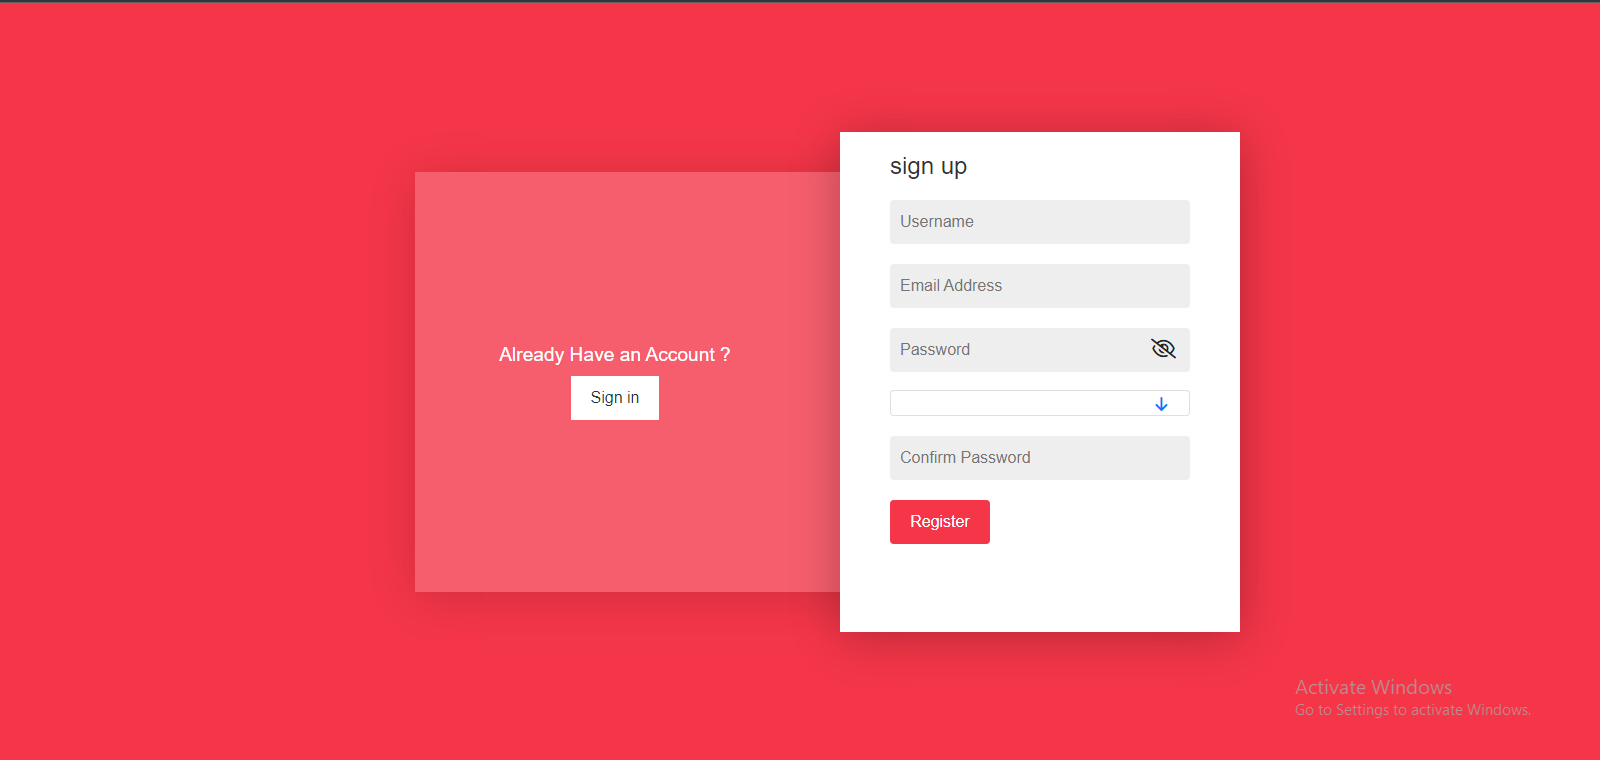 Already Have an Account ?
Sign in
sign up
Username
Email Address
Password
Confirm Password
Register
Activate Windows
Go to Settings to activate Windows.